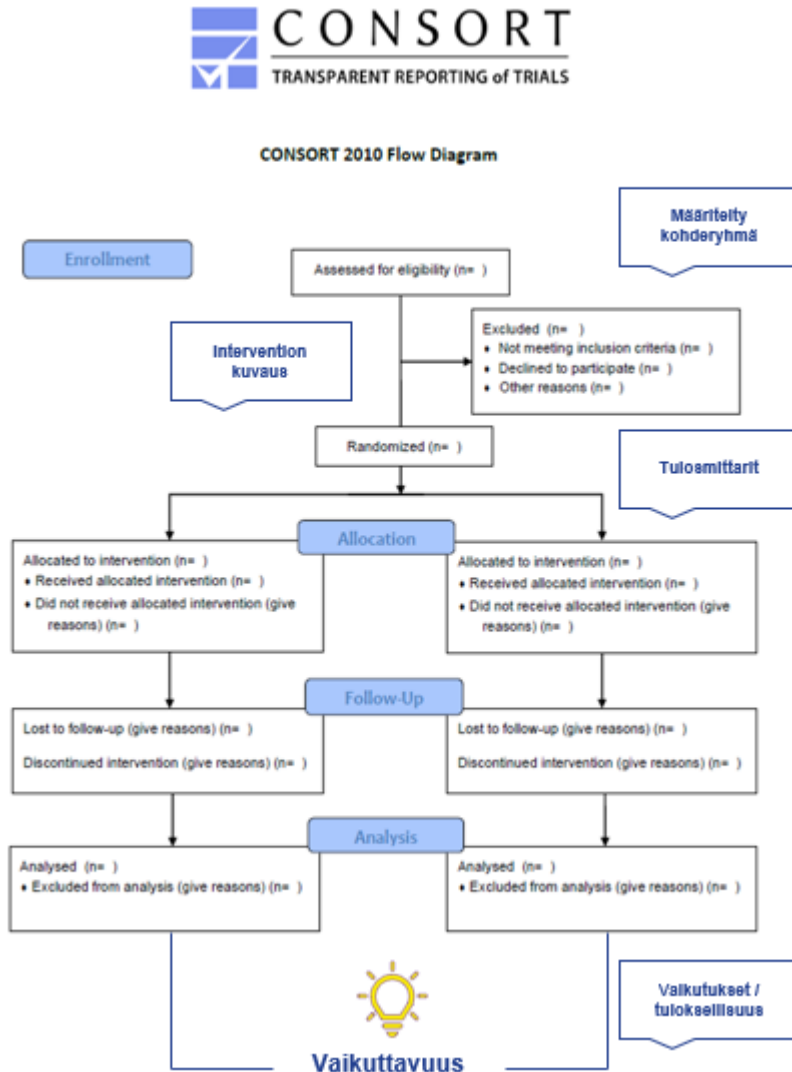 CONSORT
TRANSPARENT REPORTING of TRIALS
CONSORT 2010 Flow Diagram
Määritelty
kohderyhmä
Enrollment
Assessed for eligibility (n= )
Excluded (n= )
♦ Not meeting inclusion criteria (n= )
♦ Declined to participate (n= )
♦ Other reasons (n= )
Intervention
kuvaus
Randomized (n= )
Tulosmittarit
Allocation
Allocated to intervention (n= )
♦ Received allocated intervention (n= )
♦ Did not receive allocated intervention (give
reasons) (n= )
Allocated to intervention (n= )
♦ Received allocated intervention (n= )
♦ Did not receive allocated intervention (give
reasons) (n= )
Follow-Up
Lost to follow-up (give reasons) (n= )
Discontinued intervention (give reasons) (n= )
Lost to follow-up (give reasons) (n= )
Discontinued intervention (give reasons) (n= )
Analysis
Analysed (n= )
♦ Excluded from analysis (give reasons) (n= )
Analysed (n= )
♦ Excluded from analysis (give reasons) (n= )
Vaikutukset /
tuloksellisuus
Vaikuttavuus